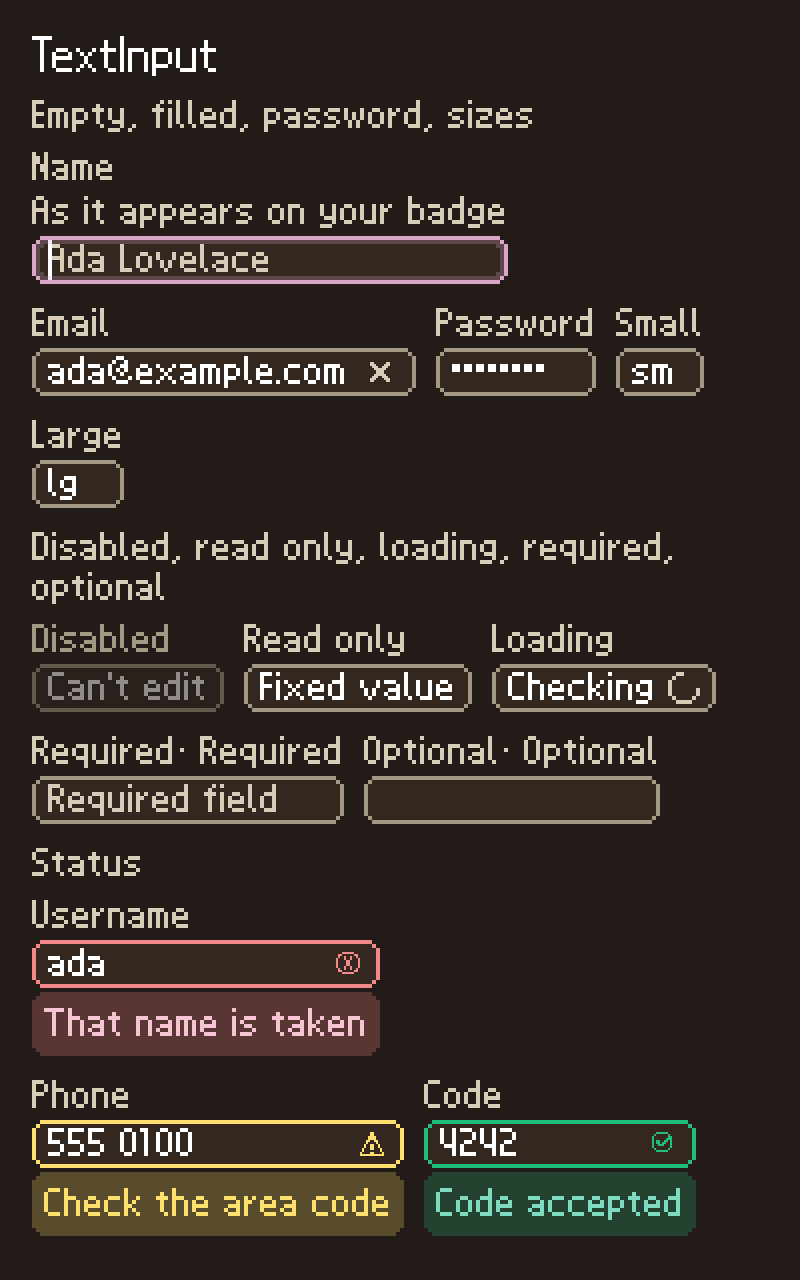 TextInput
Empty, filled, password, sizes
Name
As it appears on your badge
Ada Lovelace
Email Password Small
ada@example.com •••••••• sm
Large
lg
Disabled, read only, loading, required,
optional
Disabled Read only Loading
Can't edit Fixed value Checking
Required· Required Optional· Optional
Required field
Status
Username
ada
That name is taken
Phone Code
555 0100 4242
Check the area code Code accepted